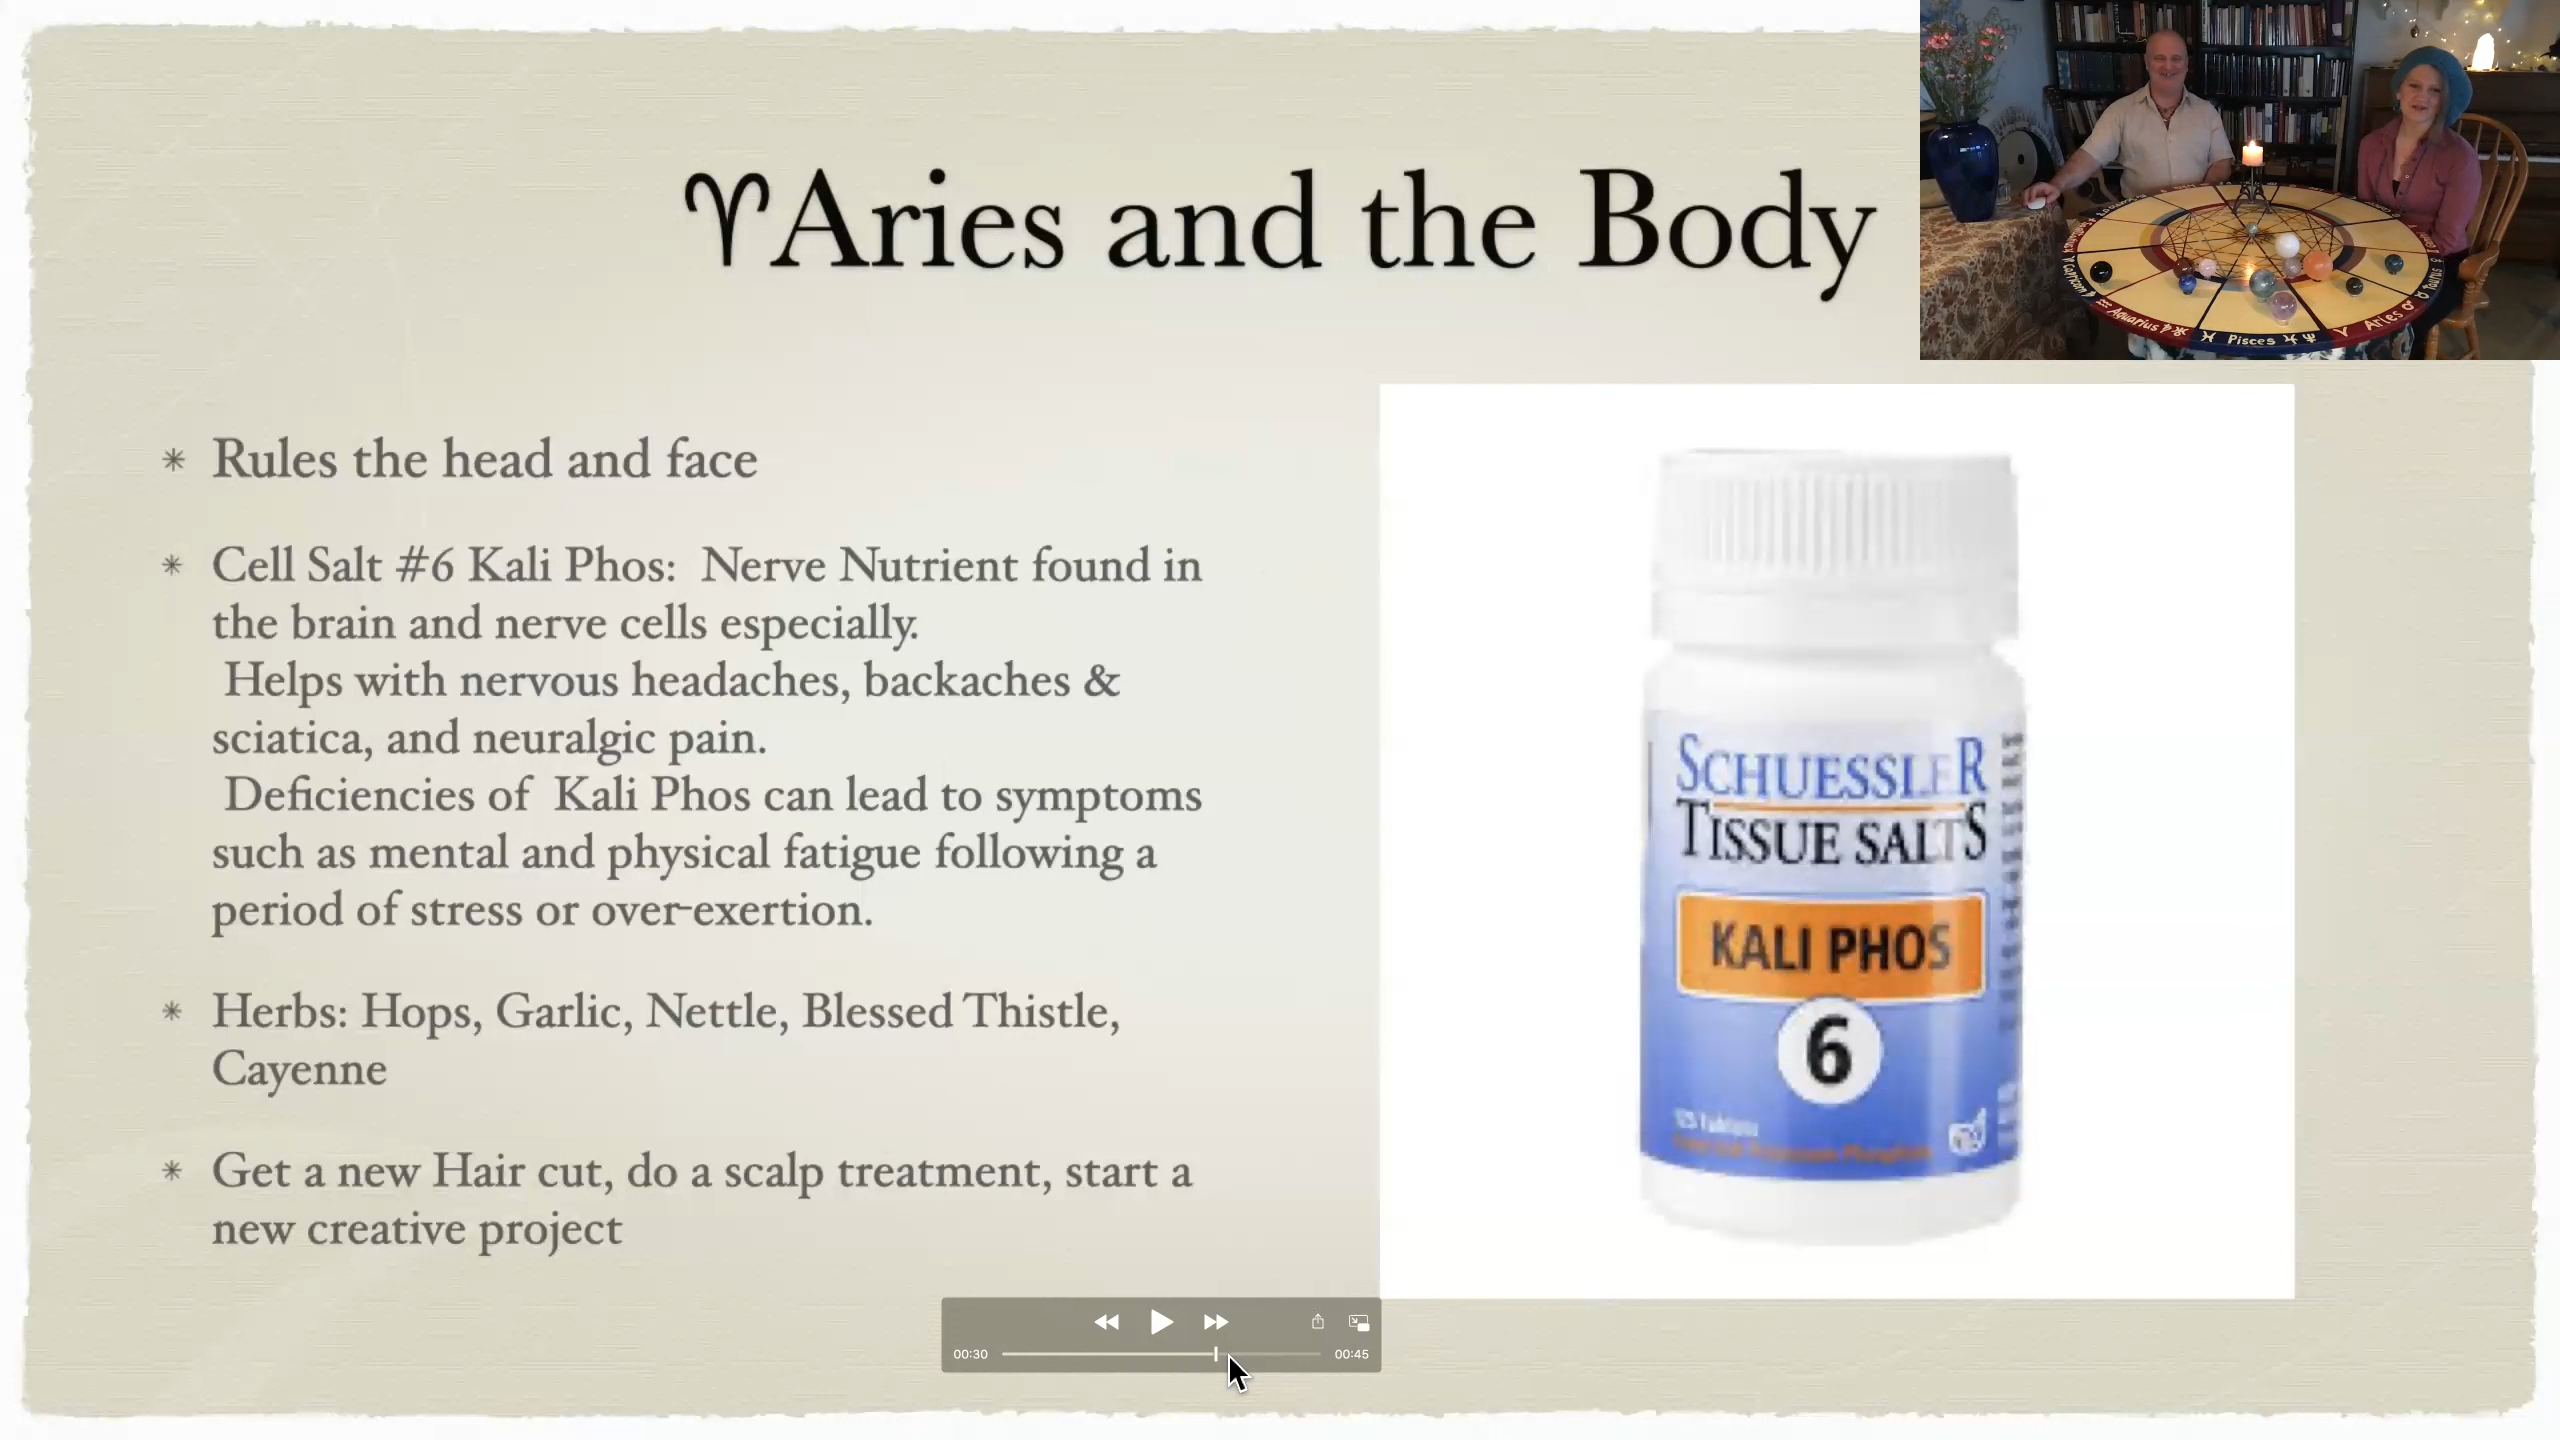 ♈Aries and the Body
* Rules the head and face
* Cell Salt #6 Kali Phos:  Nerve Nutrient found in
the brain and nerve cells especially.
Helps with nervous headaches, backaches &
sciatica, and neuralgic pain.
Deficiencies of  Kali Phos can lead to symptoms
such as mental and physical fatigue following a
period of stress or over-exertion.
* Herbs: Hops, Garlic, Nettle, Blessed Thistle,
Cayenne
* Get a new Hair cut, do a scalp treatment, start a
new creative project
SCHUESSLER
TISSUE SALTS
KALI PHOS
6
Tablets
Capricorn
Aquarius
Pisces
Aries
Taurus
00:30
00:45